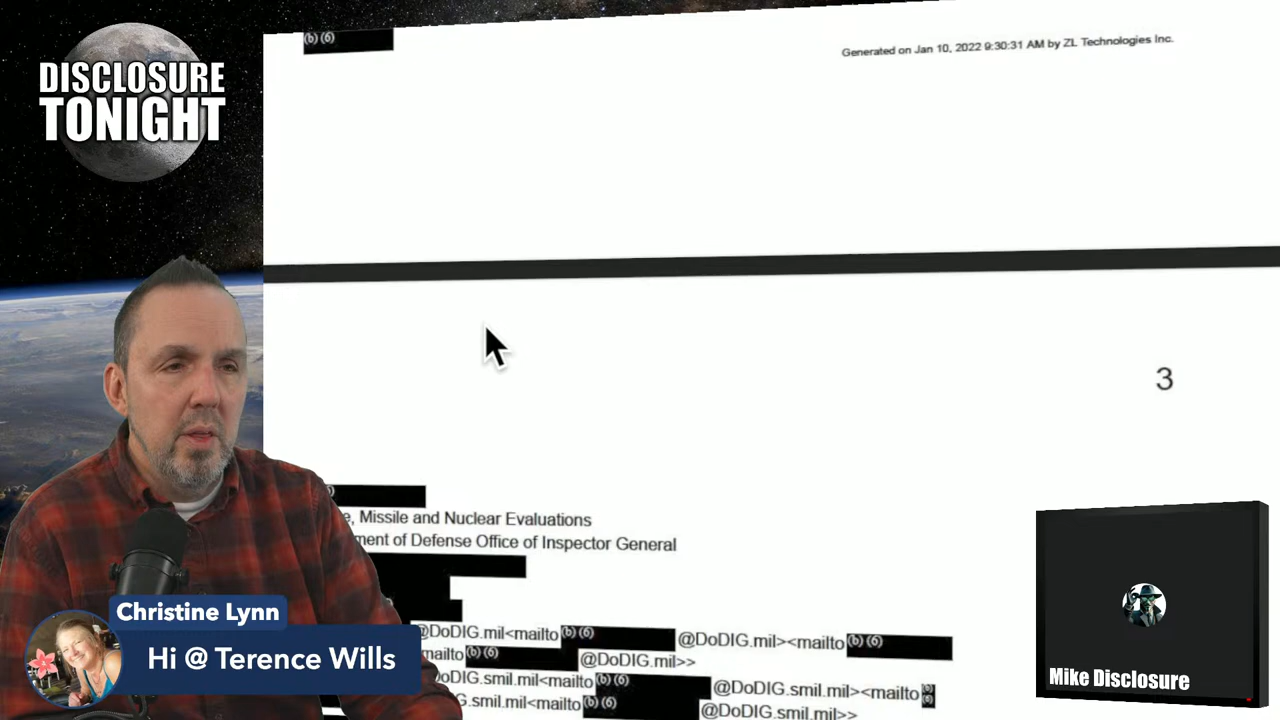 DISCLOSURE
TONIGHT
(b) (6)
Generated on Jan 10, 2022 9:30:31 AM by ZL Technologies Inc.
3
, Missile and Nuclear Evaluations
ment of Defense Office of Inspector General
@DoDIG.mil<mailto (b) (6) @DoDIG.mil><mailto (b) (6)
mailto (b) (6) @DoDIG.mil>>
@DoDIG.smil.mil<mailto (b) (6) @DoDIG.smil.mil><mailto (b) (6)
G.smil.mil<mailto (b) (6) @DoDIG.smil.mil>>
Christine Lynn
Hi @ Terence Wills
Mike Disclosure